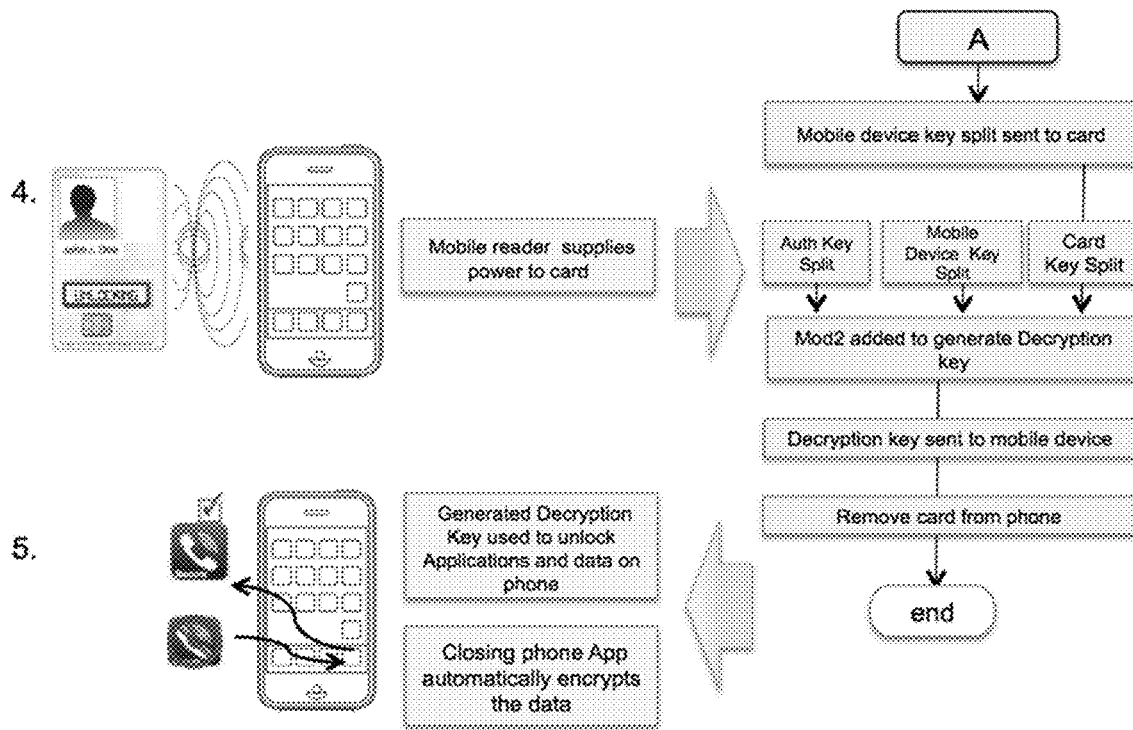 A
Mobile device key split sent to card
4.
Mobile reader supplies
power to card
Auth Key
Split
Mobile
Device Key
Split
Card
Key Split
Mod2 added to generate Decryption
key
Decryption key sent to mobile device
Remove card from phone
end
5.
Generated Decryption
Key used to unlock
Applications and data on
phone
Closing phone App
automatically encrypts
the data